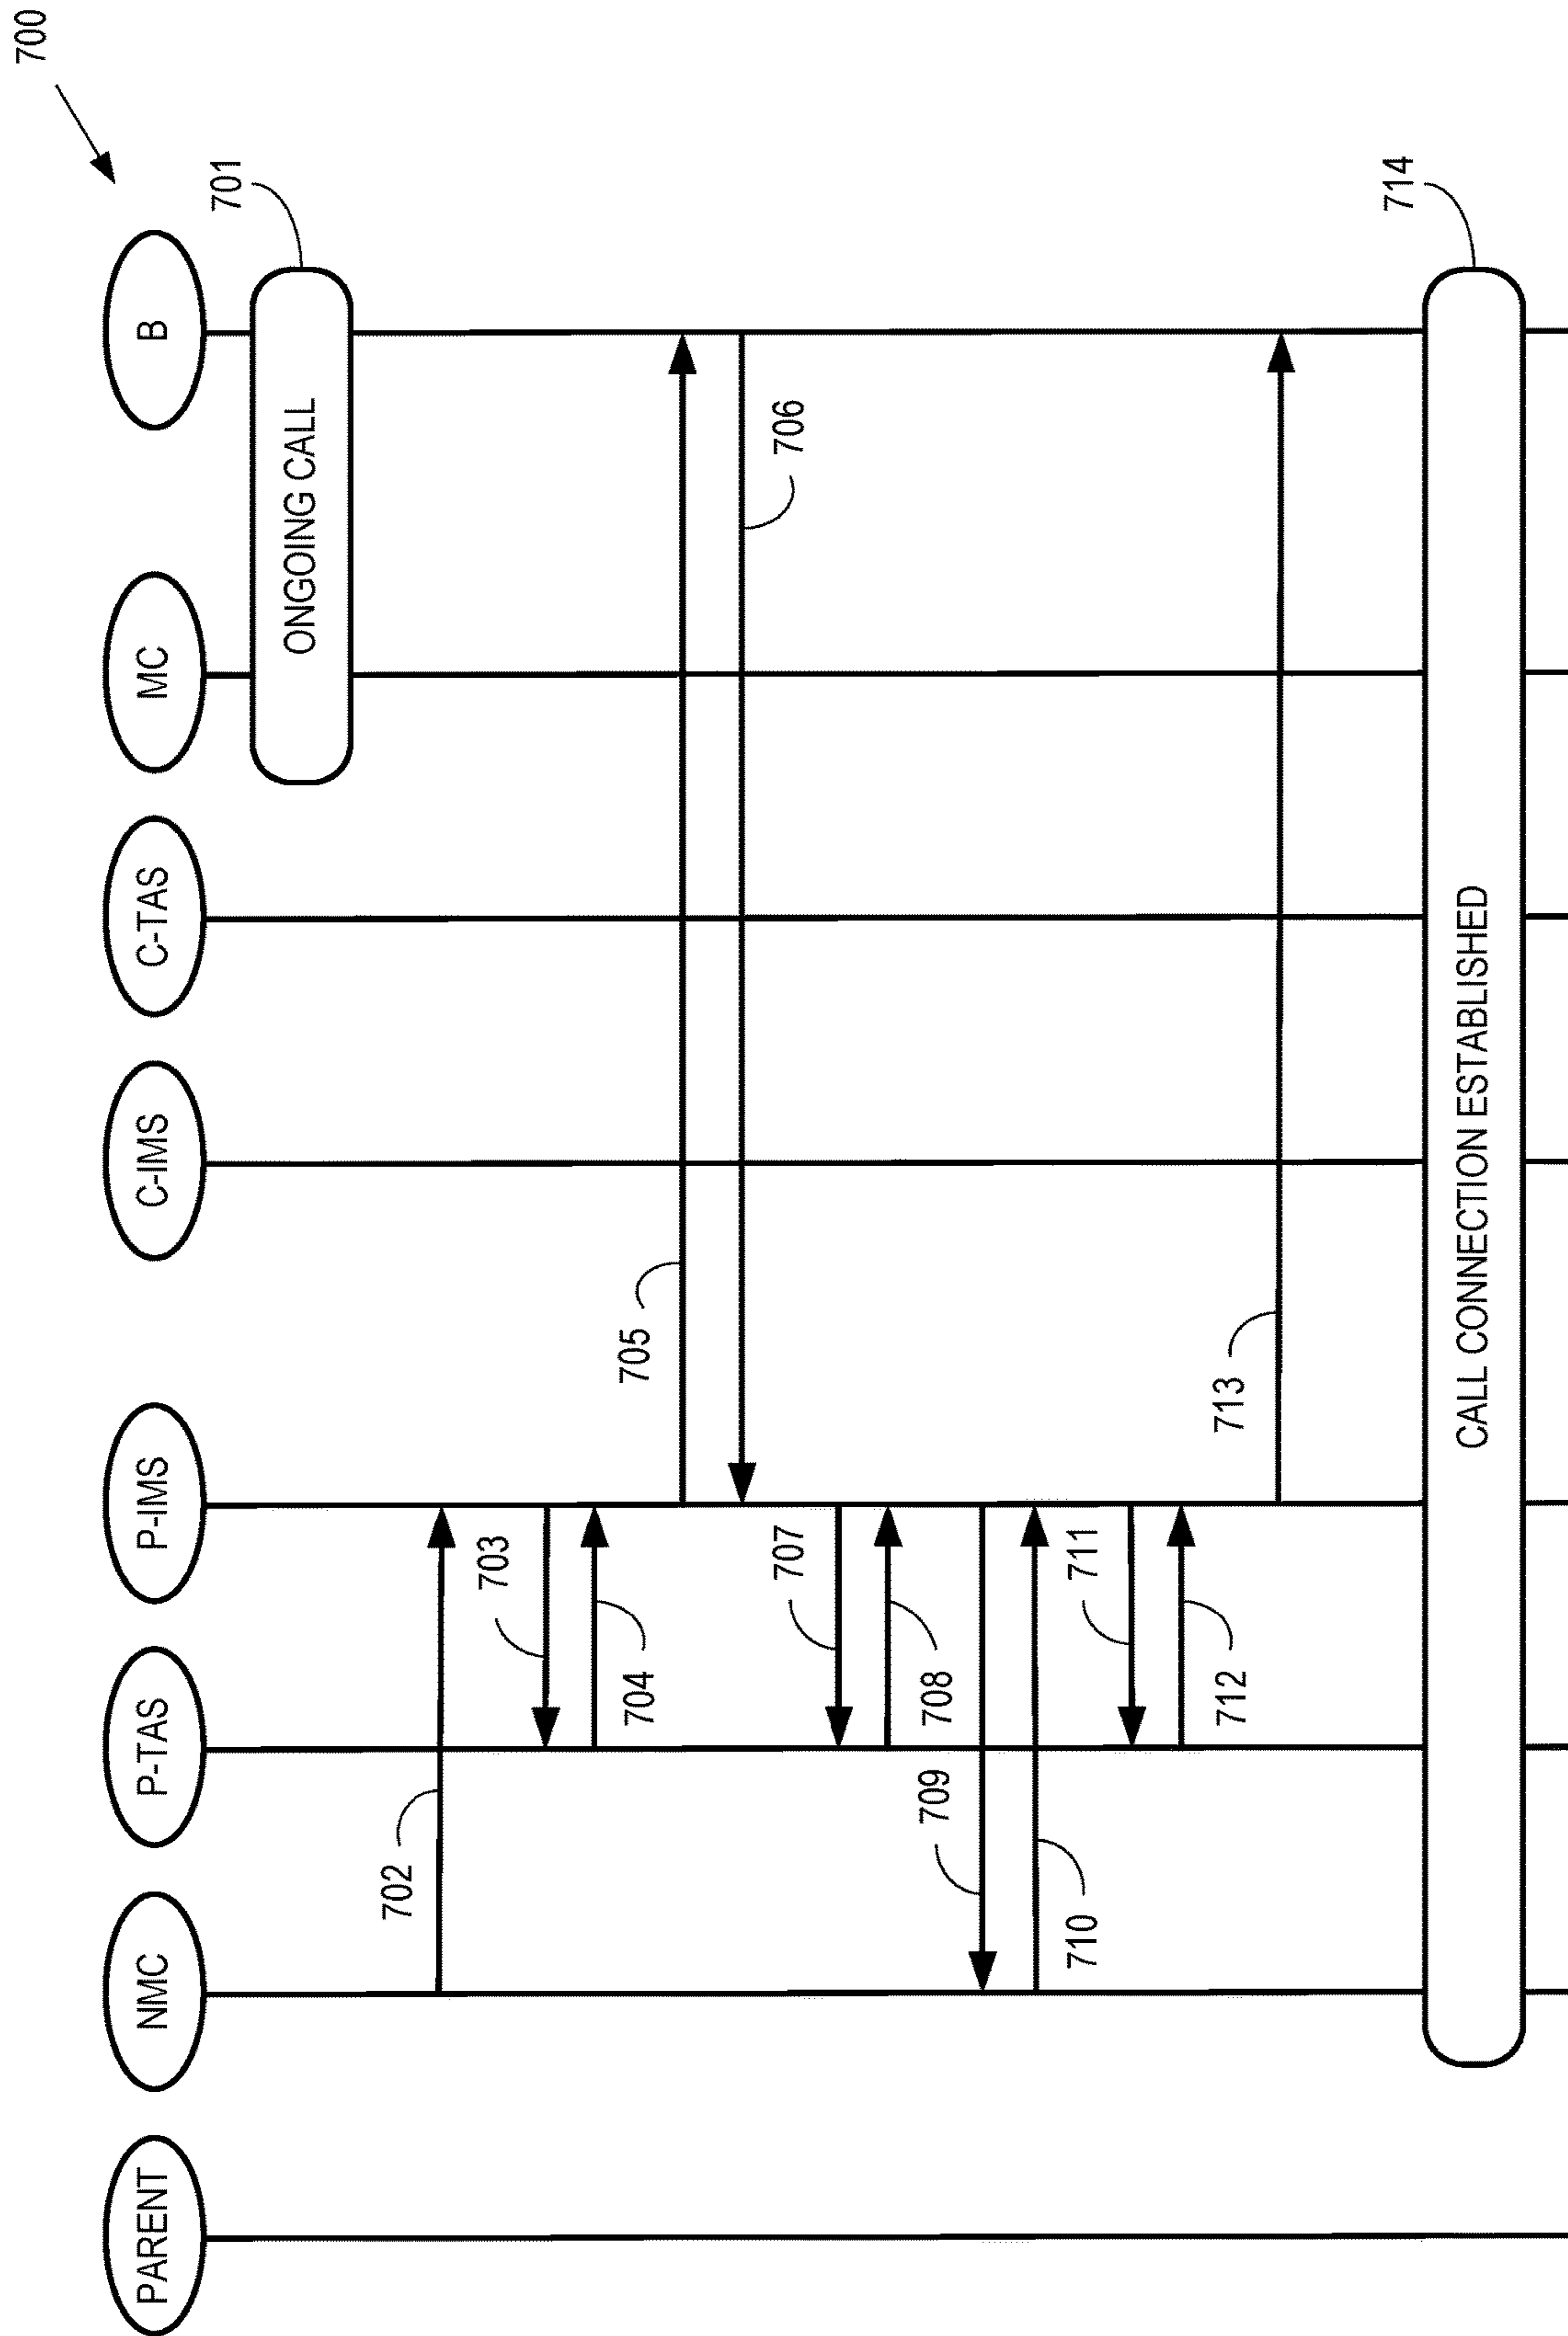 700
PARENT
NMC
P-TAS
P-IMS
C-IMS
C-TAS
MC
B
701
ONGOING CALL
702
703
704
705
706
707
708
709
710
711
712
713
714
CALL CONNECTION ESTABLISHED